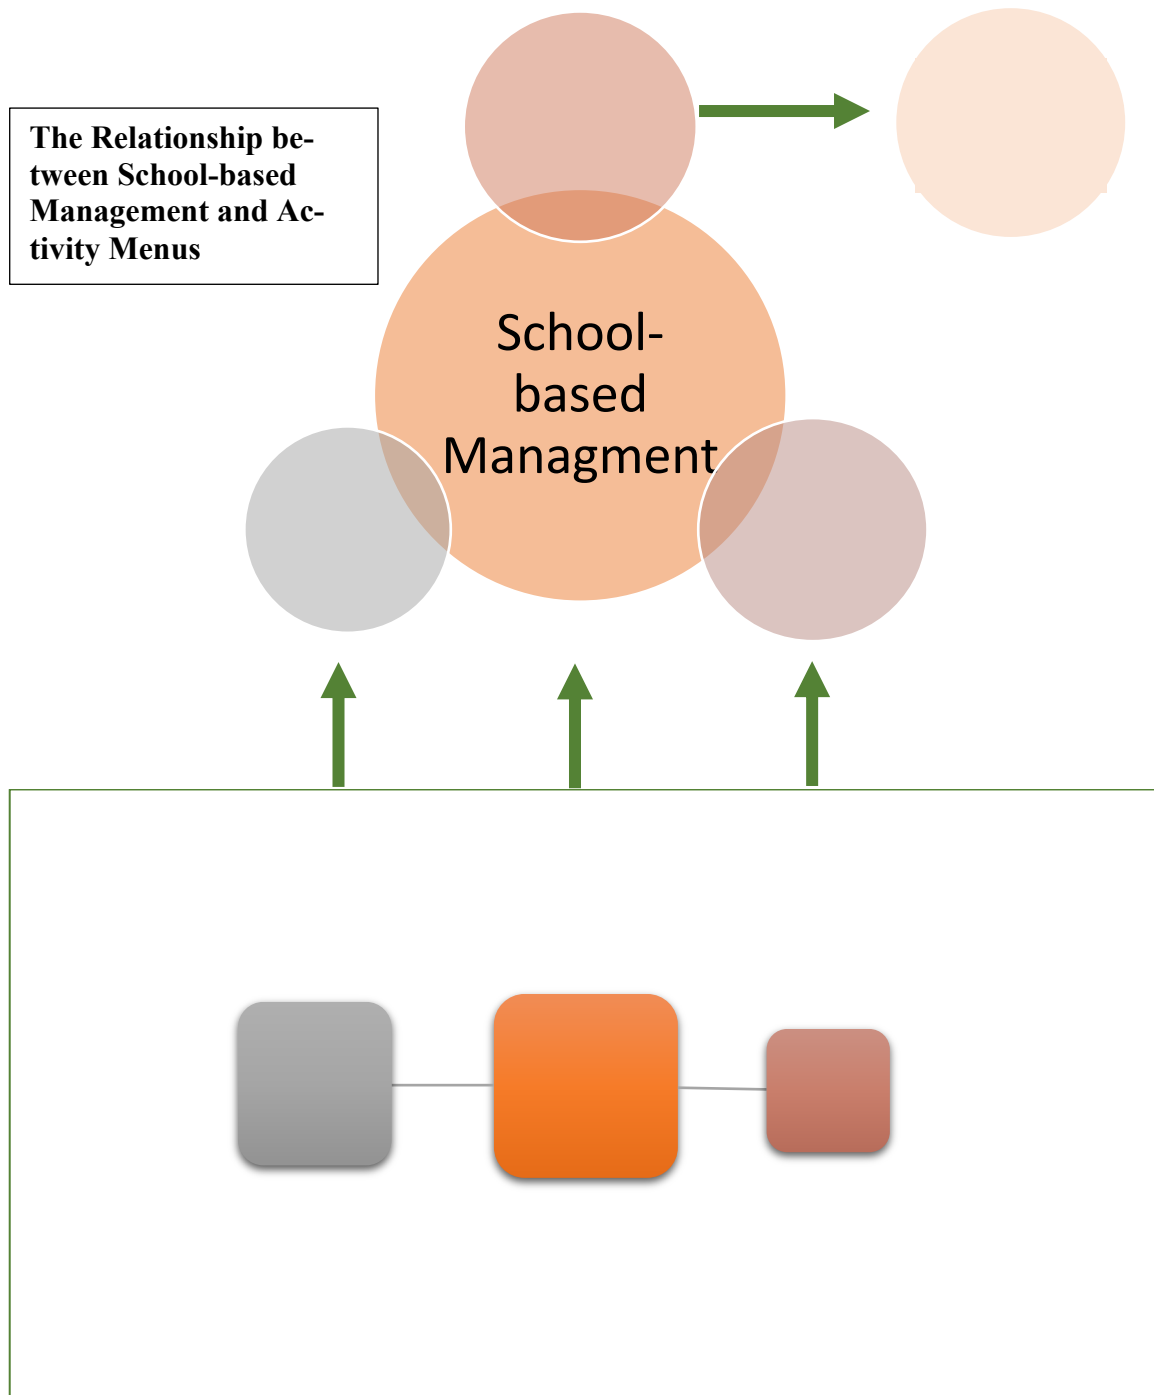 The Relationship be-
tween School-based
Management and Ac-
tivity Menus
School-
based
Managment